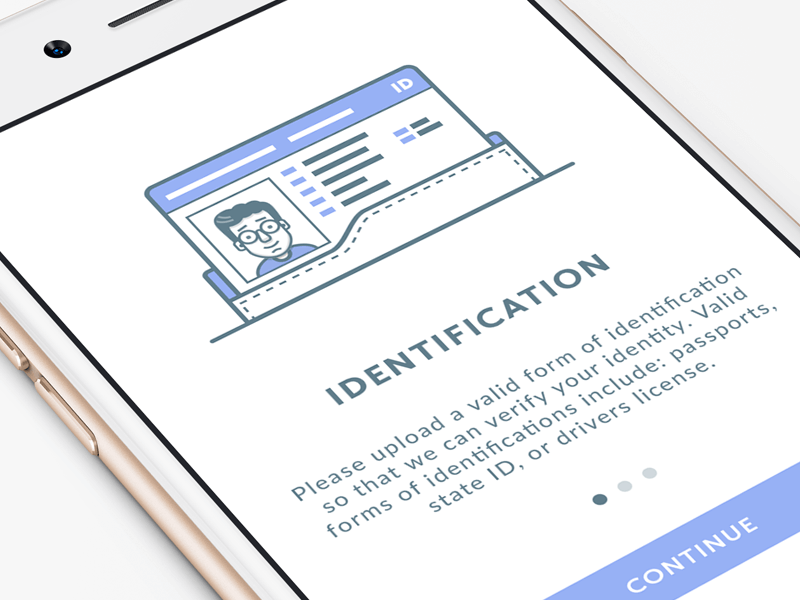 ID
IDENTIFICATION
Please upload a valid form of identification
so that we can verify your identity. Valid
forms of identifications include: passports,
state ID, or drivers license.
CONTINUE